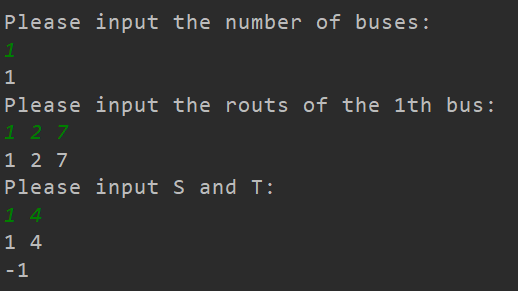 Please input the number of buses:
1
1
Please input the routs of the 1th bus:
1 2 7
1 2 7
Please input S and T:
1 4
1 4
-1